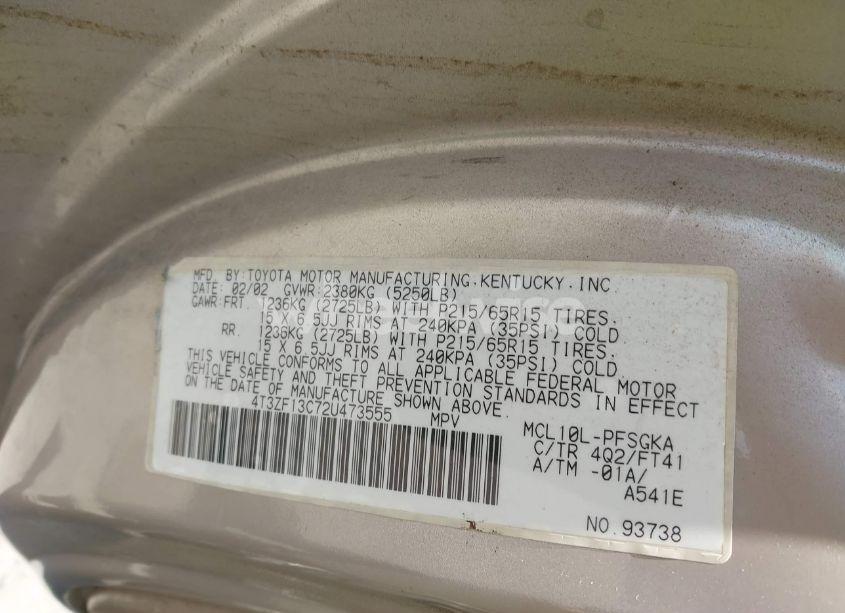 MFD. BY:TOYOTA MOTOR MANUFACTURING,KENTUCKY,INC.
DATE: 02/02 GVWR:2380KG (5250LB)
GAWR:FRT. 1236KG (2725LB) WITH P215/65R15 TIRES.
15 X 6.5JJ RIMS AT 240KPA (35PSI) COLD
RR. 1236KG (2725LB) WITH P215/65R15 TIRES.
15 X 6.5JJ RIMS AT 240KPA (35PSI) COLD
THIS VEHICLE CONFORMS TO ALL APPLICABLE FEDERAL MOTOR
VEHICLE SAFETY AND THEFT PREVENTION STANDARDS IN EFFECT
ON THE DATE OF MANUFACTURE SHOWN ABOVE.
4T3ZF13C72U473555 MPV
MCL10L-PFSGKA
C/TR 4Q2/FT41
A/TM -01A/
A541E
NO.93738